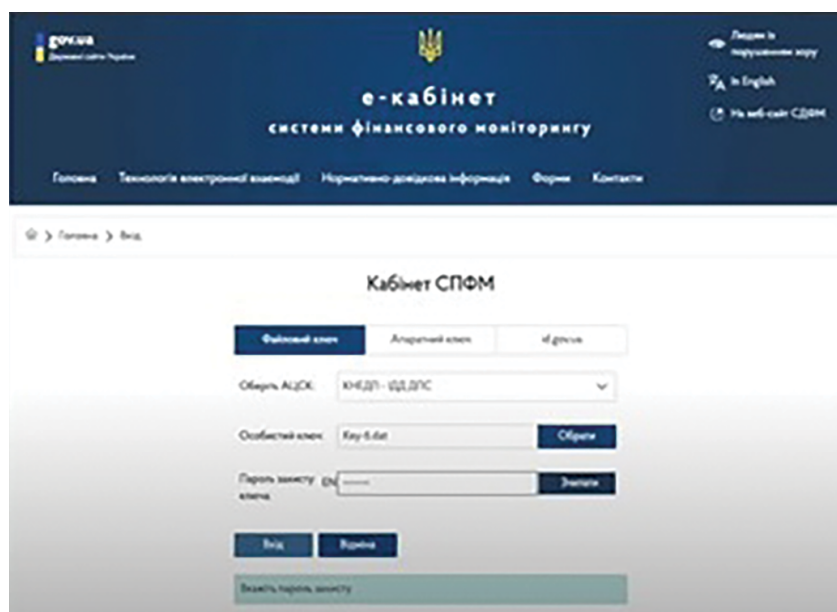 gov.ua
Державні сайти України
Людям із
порушенням зору
In English
На веб-сайт СДФМ
е-кабінет
системи фінансового моніторингу
Головна Технологія електронної взаємодії Нормативно-довідкова інформація Форми Контакти
Головна > Вхід
Кабінет СПФМ
Файловий ключ Апаратний ключ id.gov.ua
Оберіть АЦСК: КНЕДП - ІДД ДПС
Особистий ключ: Key-6.dat Обрати
Пароль захисту
ключа: EN ------- Зчитати
Вхід Відміна
Вкажіть пароль захисту